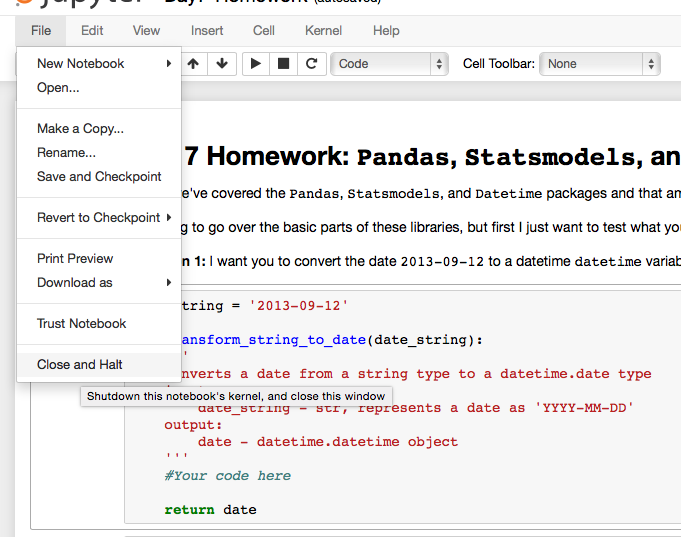 jupyter Day7 Homework (autosaved)
File Edit View Insert Cell Kernel Help
Code Cell Toolbar: None
New Notebook
Open...
Make a Copy...
Rename...
Save and Checkpoint
Revert to Checkpoint
Print Preview
Download as
Trust Notebook
Close and Halt
Shutdown this notebook's kernel, and close this window
7 Homework: Pandas, Statsmodels, an
e've covered the Pandas, Statsmodels, and Datetime packages and that am
g to go over the basic parts of these libraries, but first I just want to test what yo
n 1: I want you to convert the date 2013-09-12 to a datetime datetime variab
tring = '2013-09-12'
ansform_string_to_date(date_string):
'
nverts a date from a string type to a datetime.date type
date_string - str, represents a date as 'YYYY-MM-DD'
output:
date - datetime.datetime object
'''
#Your code here
return date